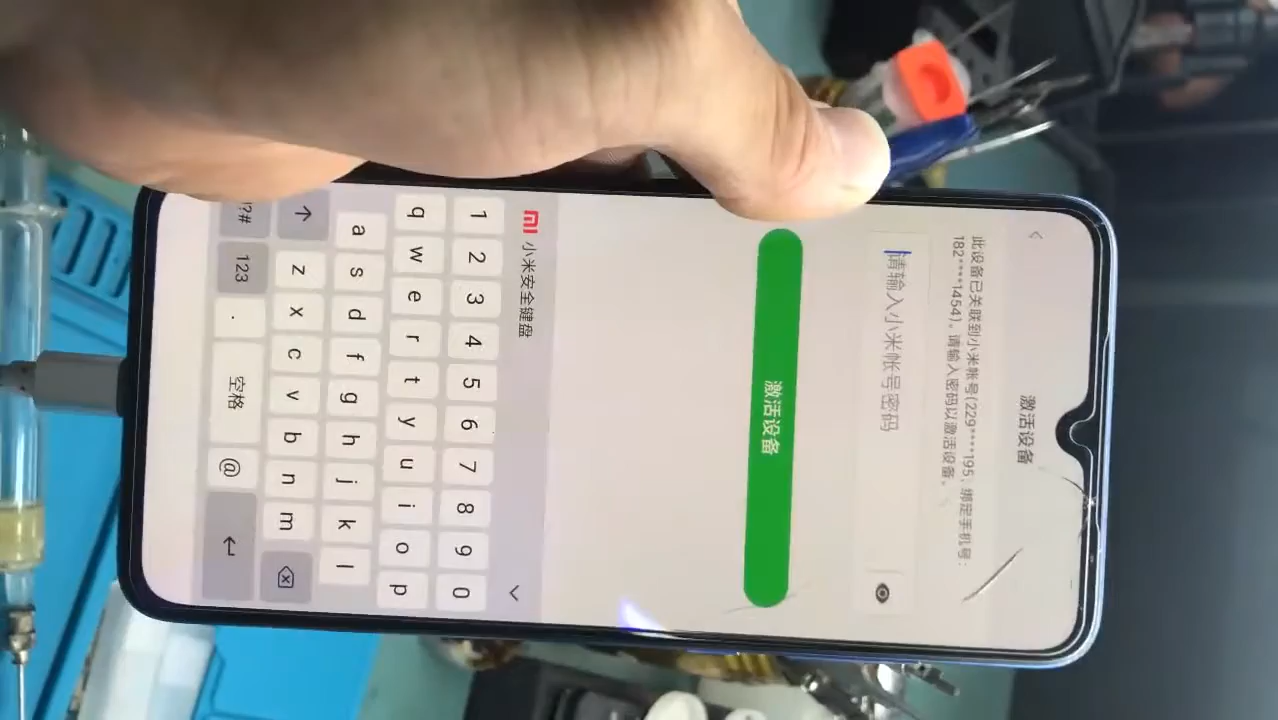 激活设备
此设备已关联到小米帐号(229****195, 绑定手机号:
182****1454)。请输入密码以激活设备。
请输入小米帐号密码
激活设备
小米安全键盘
1 2 3 4 5 6 7 8 9 0
q w e r t y u i o p
a s d f g h j k l
z x c v b n m
!?# 123 . 空格 @